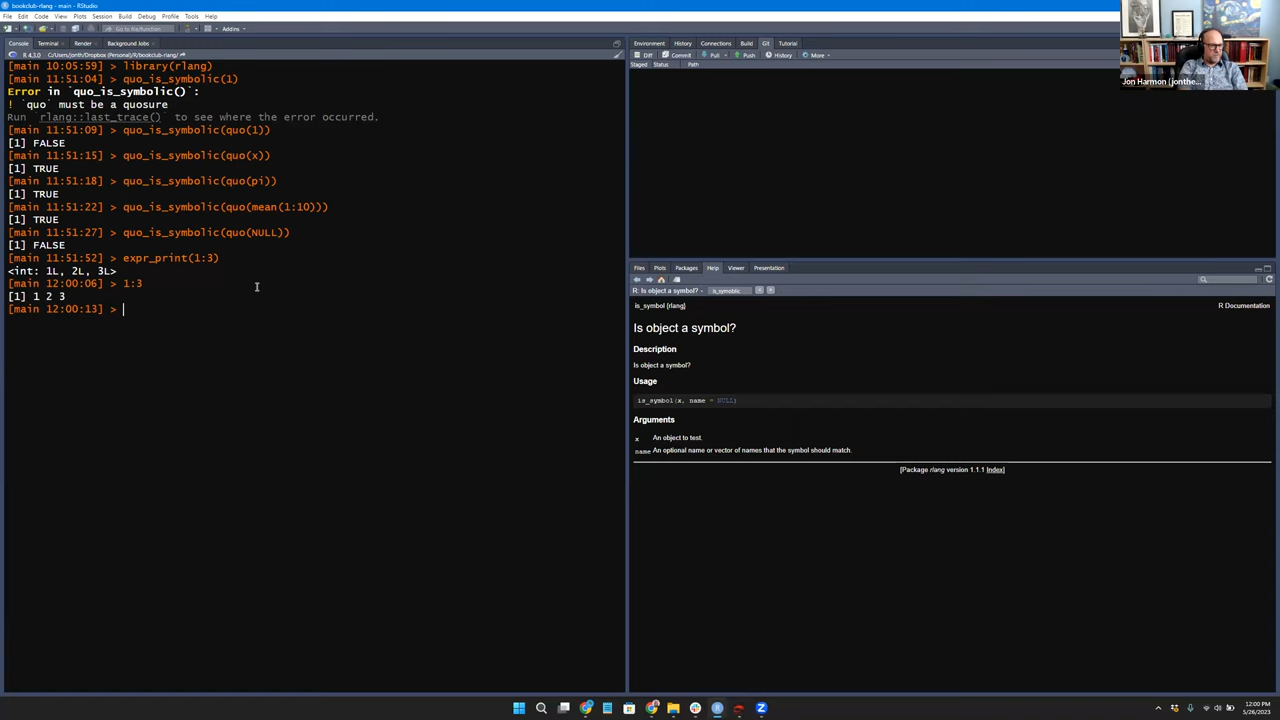 bookclub-rlang - main - RStudio
File Edit Code View Plots Session Build Debug Profile Tools Help
Go to file/function Addins
Console Terminal Render Background Jobs
R 4.3.0 C:/Users/jonth/Dropbox (Personal)/R/bookclub-rlang/
[main 10:05:59] > library(rlang)
[main 11:51:04] > quo_is_symbolic(1)
Error in `quo_is_symbolic()`:
! `quo` must be a quosure
Run `rlang::last_trace()` to see where the error occurred.
[main 11:51:09] > quo_is_symbolic(quo(1))
[1] FALSE
[main 11:51:15] > quo_is_symbolic(quo(x))
[1] TRUE
[main 11:51:18] > quo_is_symbolic(quo(pi))
[1] TRUE
[main 11:51:22] > quo_is_symbolic(quo(mean(1:10)))
[1] TRUE
[main 11:51:27] > quo_is_symbolic(quo(NULL))
[1] FALSE
[main 11:51:52] > expr_print(1:3)
<int: 1L, 2L, 3L>
[main 12:00:06] > 1:3
[1] 1 2 3
[main 12:00:13] >
Environment History Connections Build Git Tutorial
Diff Commit Pull Push History More
Staged Status Path
Jon Harmon (jonthe...
Files Plots Packages Help Viewer Presentation
R: Is object a symbol? is_symoblic
is_symbol {rlang} R Documentation
Is object a symbol?
Description
Is object a symbol?
Usage
is_symbol(x, name = NULL)
Arguments
x An object to test.
name An optional name or vector of names that the symbol should match.
[Package rlang version 1.1.1 Index]
12:00 PM
5/26/2023